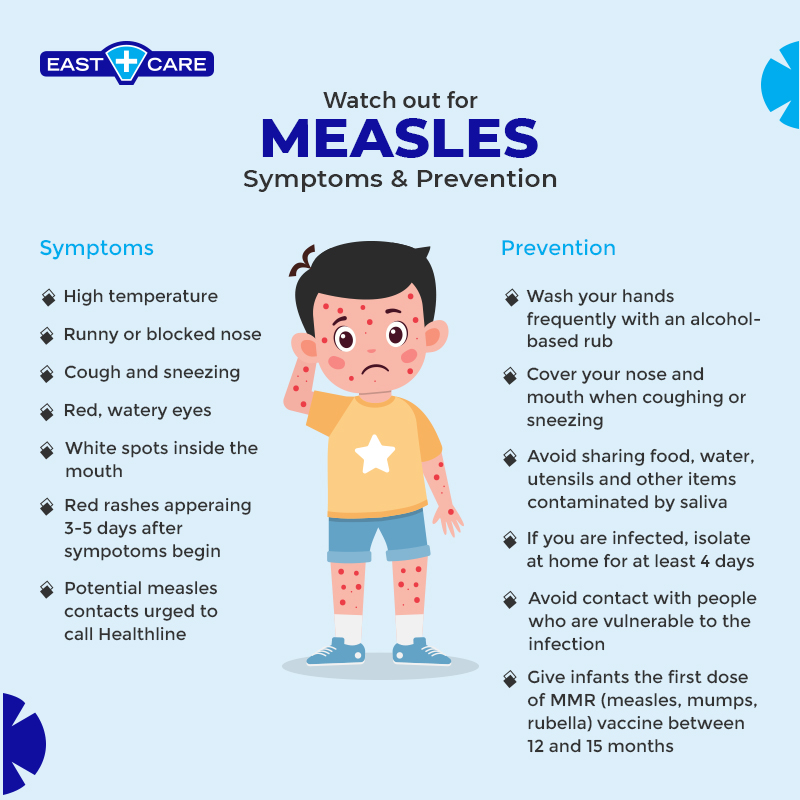 EAST CARE
Watch out for
MEASLES
Symptoms & Prevention
Symptoms
High temperature
Runny or blocked nose
Cough and sneezing
Red, watery eyes
White spots inside the
mouth
Red rashes apperaing
3-5 days after
sympotoms begin
Potential measles
contacts urged to
call Healthline
Prevention
Wash your hands
frequently with an alcohol-
based rub
Cover your nose and
mouth when coughing or
sneezing
Avoid sharing food, water,
utensils and other items
contaminated by saliva
If you are infected, isolate
at home for at least 4 days
Avoid contact with people
who are vulnerable to the
infection
Give infants the first dose
of MMR (measles, mumps,
rubella) vaccine between
12 and 15 months